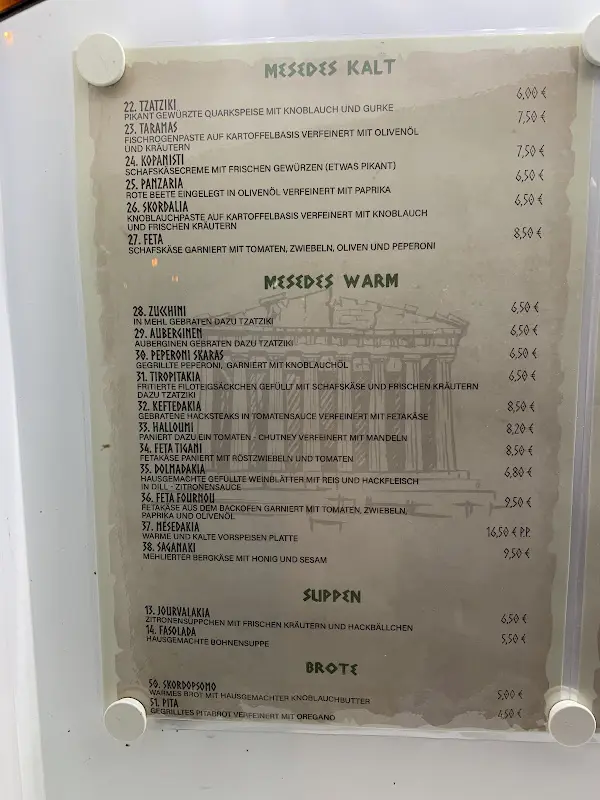 MESEDES KALT
22. TZATZIKI 6,00 €
PIKANT GEWÜRZTE QUARKSPEISE MIT KNOBLAUCH UND GURKE
23. TARAMAS 7,50 €
FISCHROGENPASTE AUF KARTOFFELBASIS VERFEINERT MIT OLIVENÖL
UND KRÄUTERN
24. KOPANISTI 7,50 €
SCHAFSKÄSECREME MIT FRISCHEN GEWÜRZEN (ETWAS PIKANT)
25. PANZARIA 6,50 €
ROTE BEETE EINGELEGT IN OLIVENÖL VERFEINERT MIT PAPRIKA
26. SKORDALIA 6,50 €
KNOBLAUCHPASTE AUF KARTOFFELBASIS VERFEINERT MIT KNOBLAUCH
UND FRISCHEN KRÄUTERN
27. FETA 8,50 €
SCHAFSKÄSE GARNIERT MIT TOMATEN, ZWIEBELN, OLIVEN UND PEPERONI
MESEDES WARM
28. ZUCCHINI 6,50 €
IN MEHL GEBRATEN DAZU TZATZIKI
29. AUBERGINEN 6,50 €
AUBERGINEN GEBRATEN DAZU TZATZIKI
30. PEPERONI SKARAS 6,50 €
GEGRILLTE PEPERONI, GARNIERT MIT KNOBLAUCHÖL
31. TIROPITAKIA 6,50 €
FRITIERTE FILOTEIGSÄCKCHEN GEFÜLLT MIT SCHAFSKÄSE UND FRISCHEN KRÄUTERN
DAZU TZATZIKI
32. KEFTEDAKIA 8,50 €
GEBRATENE HACKSTEAKS IN TOMATENSAUCE VERFEINERT MIT FETAKÄSE
33. HALLOUMI 8,20 €
PANIERT DAZU EIN TOMATEN - CHUTNEY VERFEINERT MIT MANDELN
34. FETA TIGANI 8,50 €
FETAKÄSE PANIERT MIT RÖSTZWIEBELN UND TOMATEN
35. DOLMADAKIA 6,80 €
HAUSGEMACHTE GEFÜLLTE WEINBLÄTTER MIT REIS UND HACKFLEISCH
IN DILL - ZITRONENSAUCE
36. FETA FOURNOU 9,50 €
FETAKÄSE AUS DEM BACKOFEN GARNIERT MIT TOMATEN, ZWIEBELN,
PAPRIKA UND OLIVENÖL
37. MESEDAKIA 16,50 € P.P.
WARME UND KALTE VORSPEISEN PLATTE
38. SAGANAKI 9,50 €
MEHLIERTER BERGKÄSE MIT HONIG UND SESAM
SUPPEN
13. JOURVALAKIA 6,50 €
ZITRONENSÜPPCHEN MIT FRISCHEN KRÄUTERN UND HACKBÄLLCHEN
14. FASOLADA 5,50 €
HAUSGEMACHTE BOHNENSUPPE
BROTE
50. SKORDOPSOMO 5,00 €
WARMES BROT MIT HAUSGEMACHTER KNOBLAUCHBUTTER
51. PITA 4,50 €
GEGRILLTES PITABROT VERFEINERT MIT OREGANO